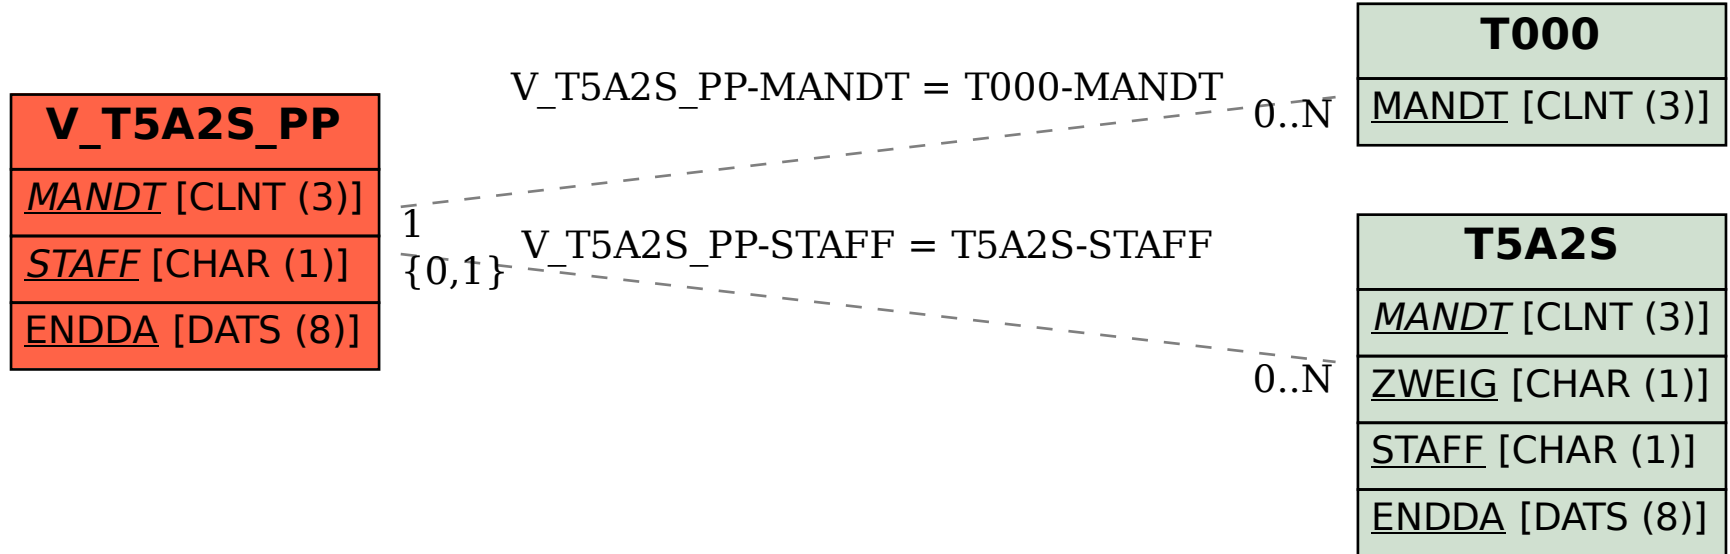 V_T5A2S_PP
MANDT [CLNT (3)]
STAFF [CHAR (1)]
ENDDA [DATS (8)]
V_T5A2S_PP-MANDT = T000-MANDT
0..N
1
V_T5A2S_PP-STAFF = T5A2S-STAFF
{0,1}
0..N
T000
MANDT [CLNT (3)]
T5A2S
MANDT [CLNT (3)]
ZWEIG [CHAR (1)]
STAFF [CHAR (1)]
ENDDA [DATS (8)]